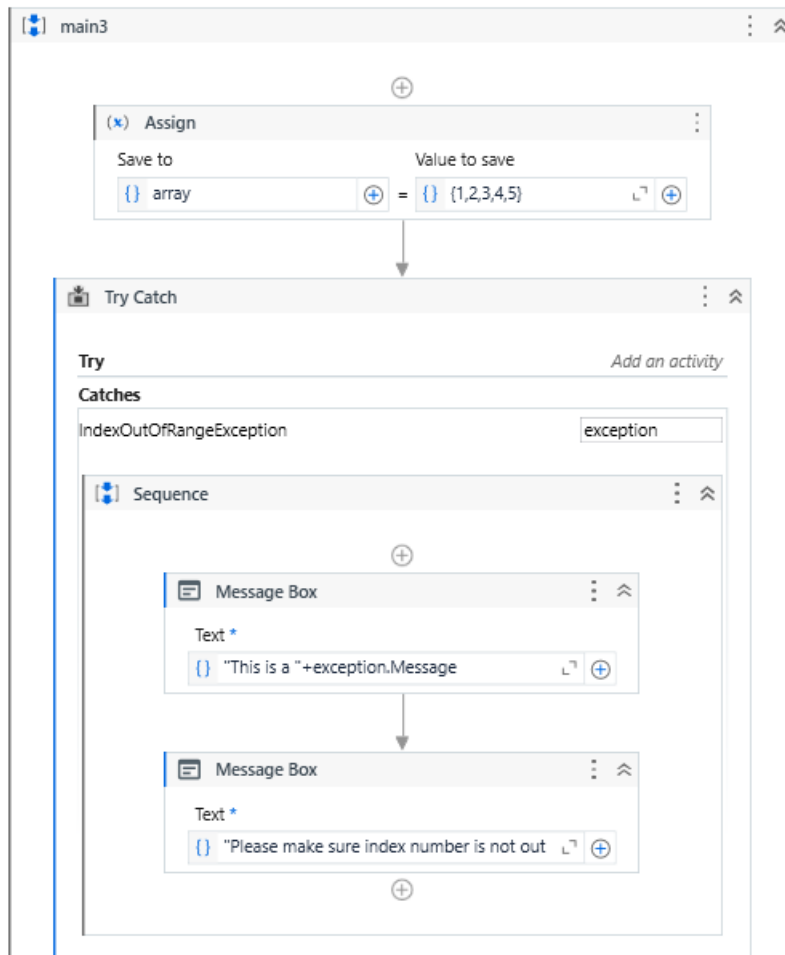 main3
Assign
Save to Value to save
{} array = {} {1,2,3,4,5}
Try Catch
Try Add an activity
Catches
IndexOutOfRangeException exception
Sequence
Message Box
Text *
{} "This is a "+exception.Message
Message Box
Text *
{} "Please make sure index number is not out